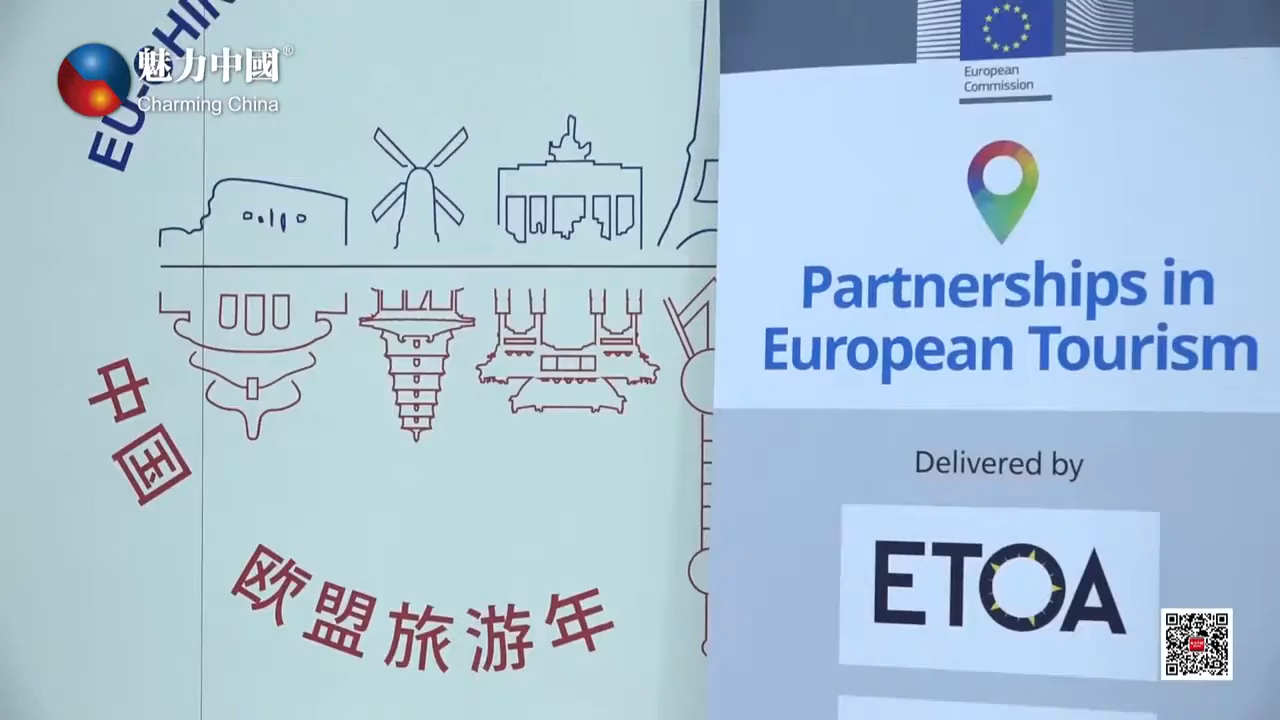 魅力中國®
Charming China
EU-CHIN
中国
欧盟旅游年
European
Commission
Partnerships in
European Tourism
Delivered by
ETOA